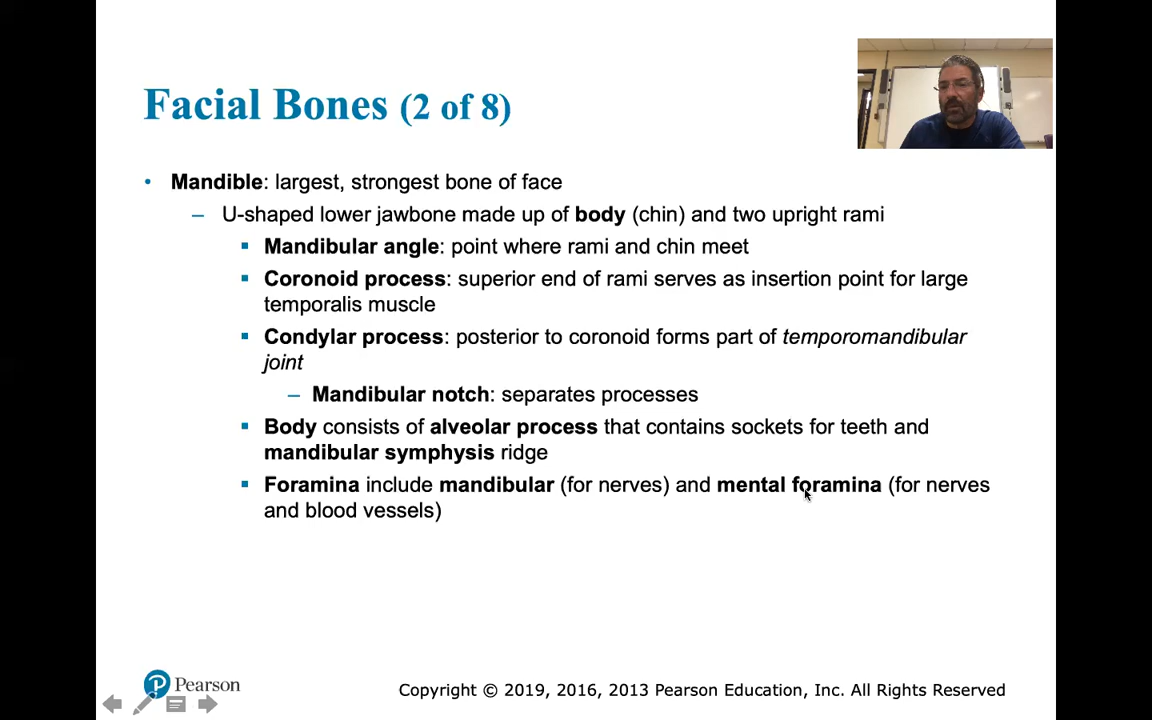 Facial Bones (2 of 8)
• Mandible: largest, strongest bone of face
– U-shaped lower jawbone made up of body (chin) and two upright rami
▪ Mandibular angle: point where rami and chin meet
▪ Coronoid process: superior end of rami serves as insertion point for large
temporalis muscle
▪ Condylar process: posterior to coronoid forms part of temporomandibular
joint
– Mandibular notch: separates processes
▪ Body consists of alveolar process that contains sockets for teeth and
mandibular symphysis ridge
▪ Foramina include mandibular (for nerves) and mental foramina (for nerves
and blood vessels)
P Pearson
Copyright © 2019, 2016, 2013 Pearson Education, Inc. All Rights Reserved